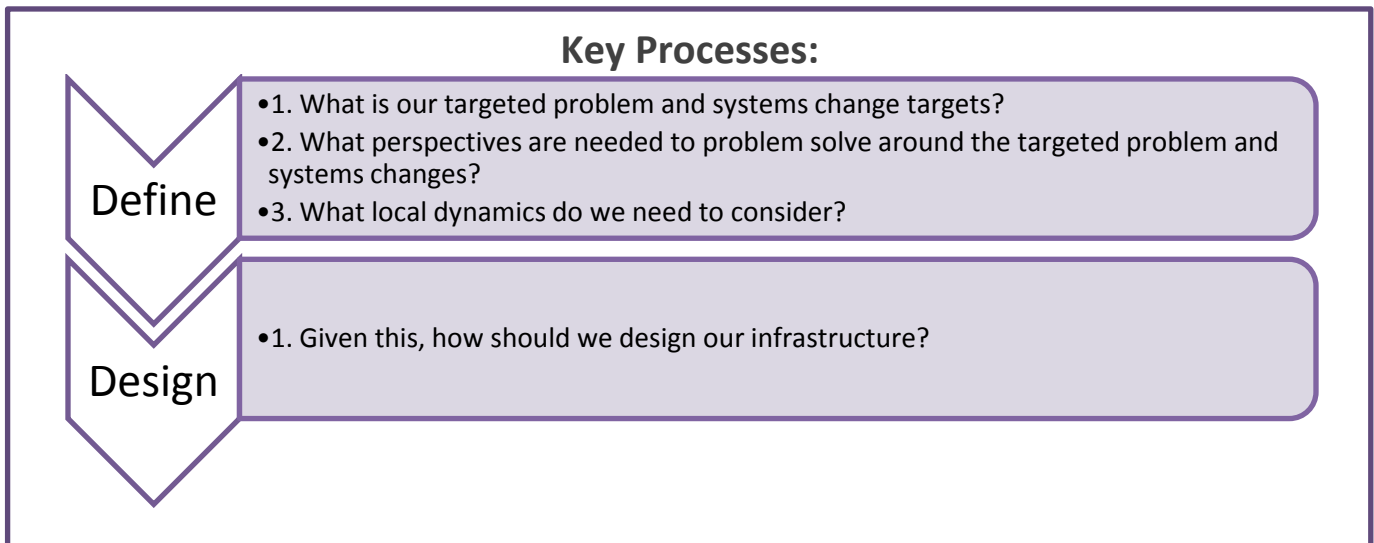 Key Processes:
Define
•1. What is our targeted problem and systems change targets?
•2. What perspectives are needed to problem solve around the targeted problem and
systems changes?
•3. What local dynamics do we need to consider?
Design
•1. Given this, how should we design our infrastructure?